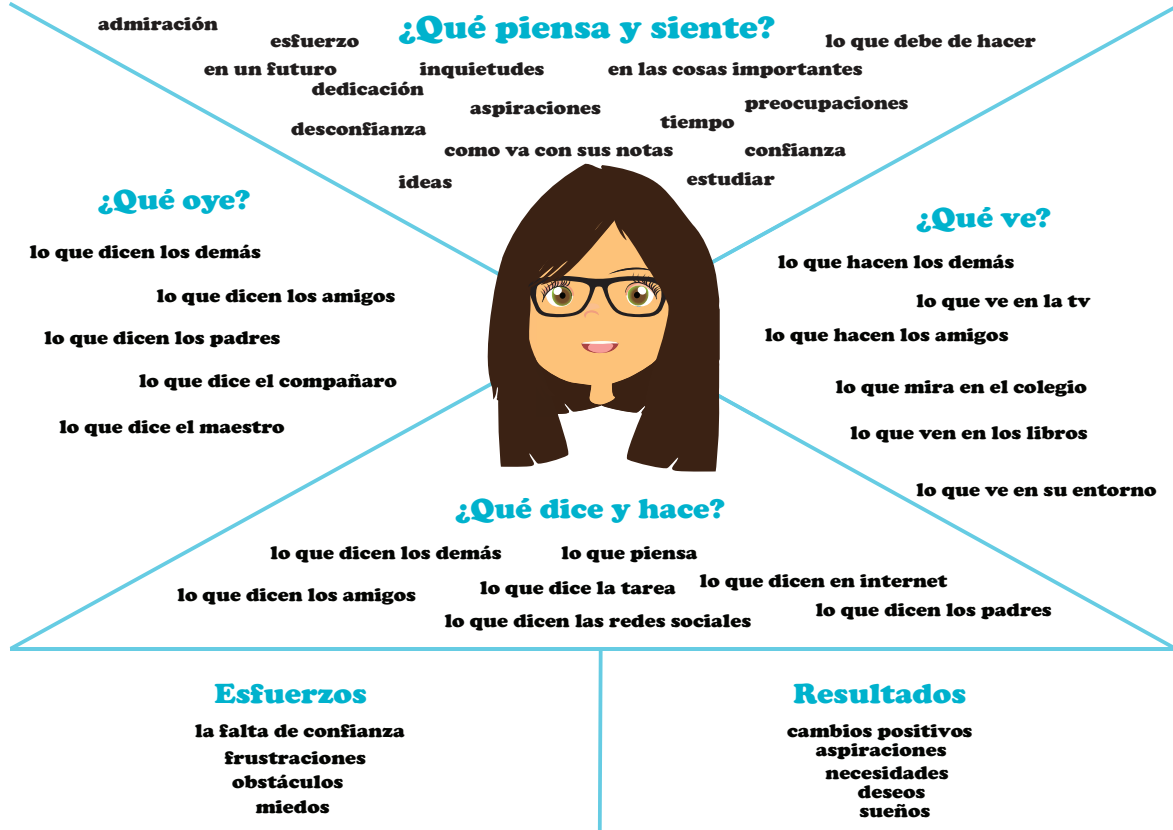 ¿Qué piensa y siente?
admiración
esfuerzo
lo que debe de hacer
en un futuro
inquietudes
en las cosas importantes
dedicación
aspiraciones
preocupaciones
desconfianza
tiempo
como va con sus notas
confianza
ideas
estudiar
¿Qué oye?
lo que dicen los demás
lo que dicen los amigos
lo que dicen los padres
lo que dice el compañaro
lo que dice el maestro
¿Qué ve?
lo que hacen los demás
lo que ve en la tv
lo que hacen los amigos
lo que mira en el colegio
lo que ven en los libros
lo que ve en su entorno
¿Qué dice y hace?
lo que dicen los demás
lo que piensa
lo que dicen los amigos
lo que dice la tarea
lo que dicen en internet
lo que dicen las redes sociales
lo que dicen los padres
Esfuerzos
la falta de confianza
frustraciones
obstáculos
miedos
Resultados
cambios positivos
aspiraciones
necesidades
deseos
sueños